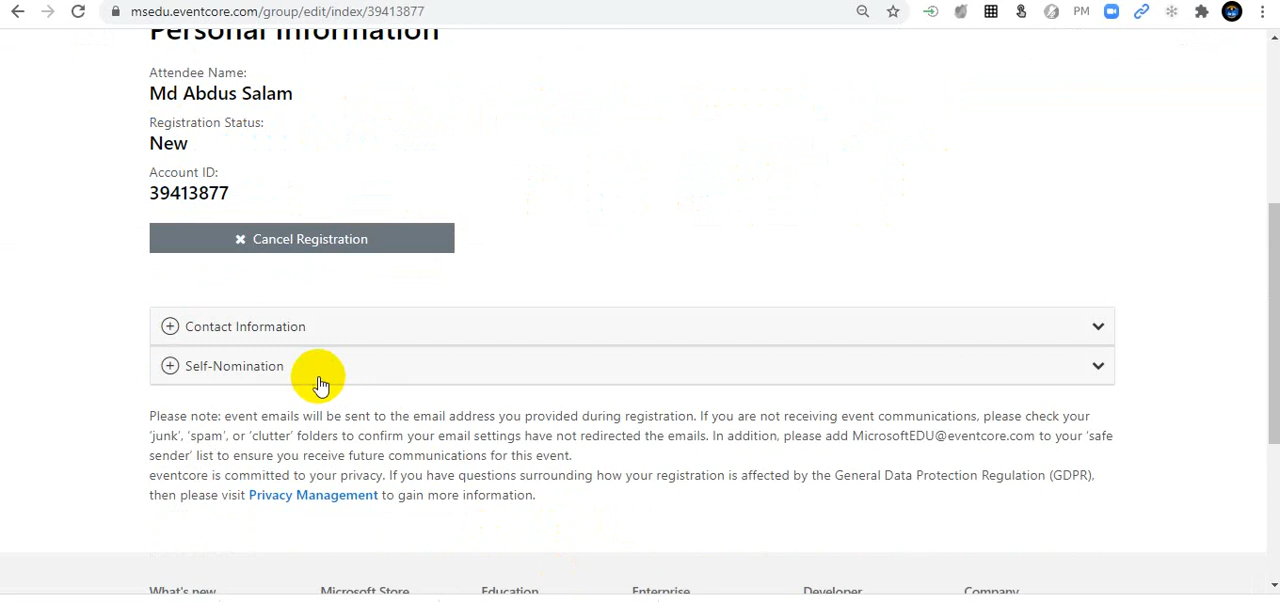 msedu.eventcore.com/group/edit/index/39413877
PM
Personal Information
Attendee Name:
Md Abdus Salam
Registration Status:
New
Account ID:
39413877
✖ Cancel Registration
Contact Information
Self-Nomination
Please note: event emails will be sent to the email address you provided during registration. If you are not receiving event communications, please check your
'junk', 'spam', or 'clutter' folders to confirm your email settings have not redirected the emails. In addition, please add MicrosoftEDU@eventcore.com to your 'safe
sender' list to ensure you receive future communications for this event.
eventcore is committed to your privacy. If you have questions surrounding how your registration is affected by the General Data Protection Regulation (GDPR),
then please visit Privacy Management to gain more information.
What's new Microsoft Store Education Enterprise Developer Company